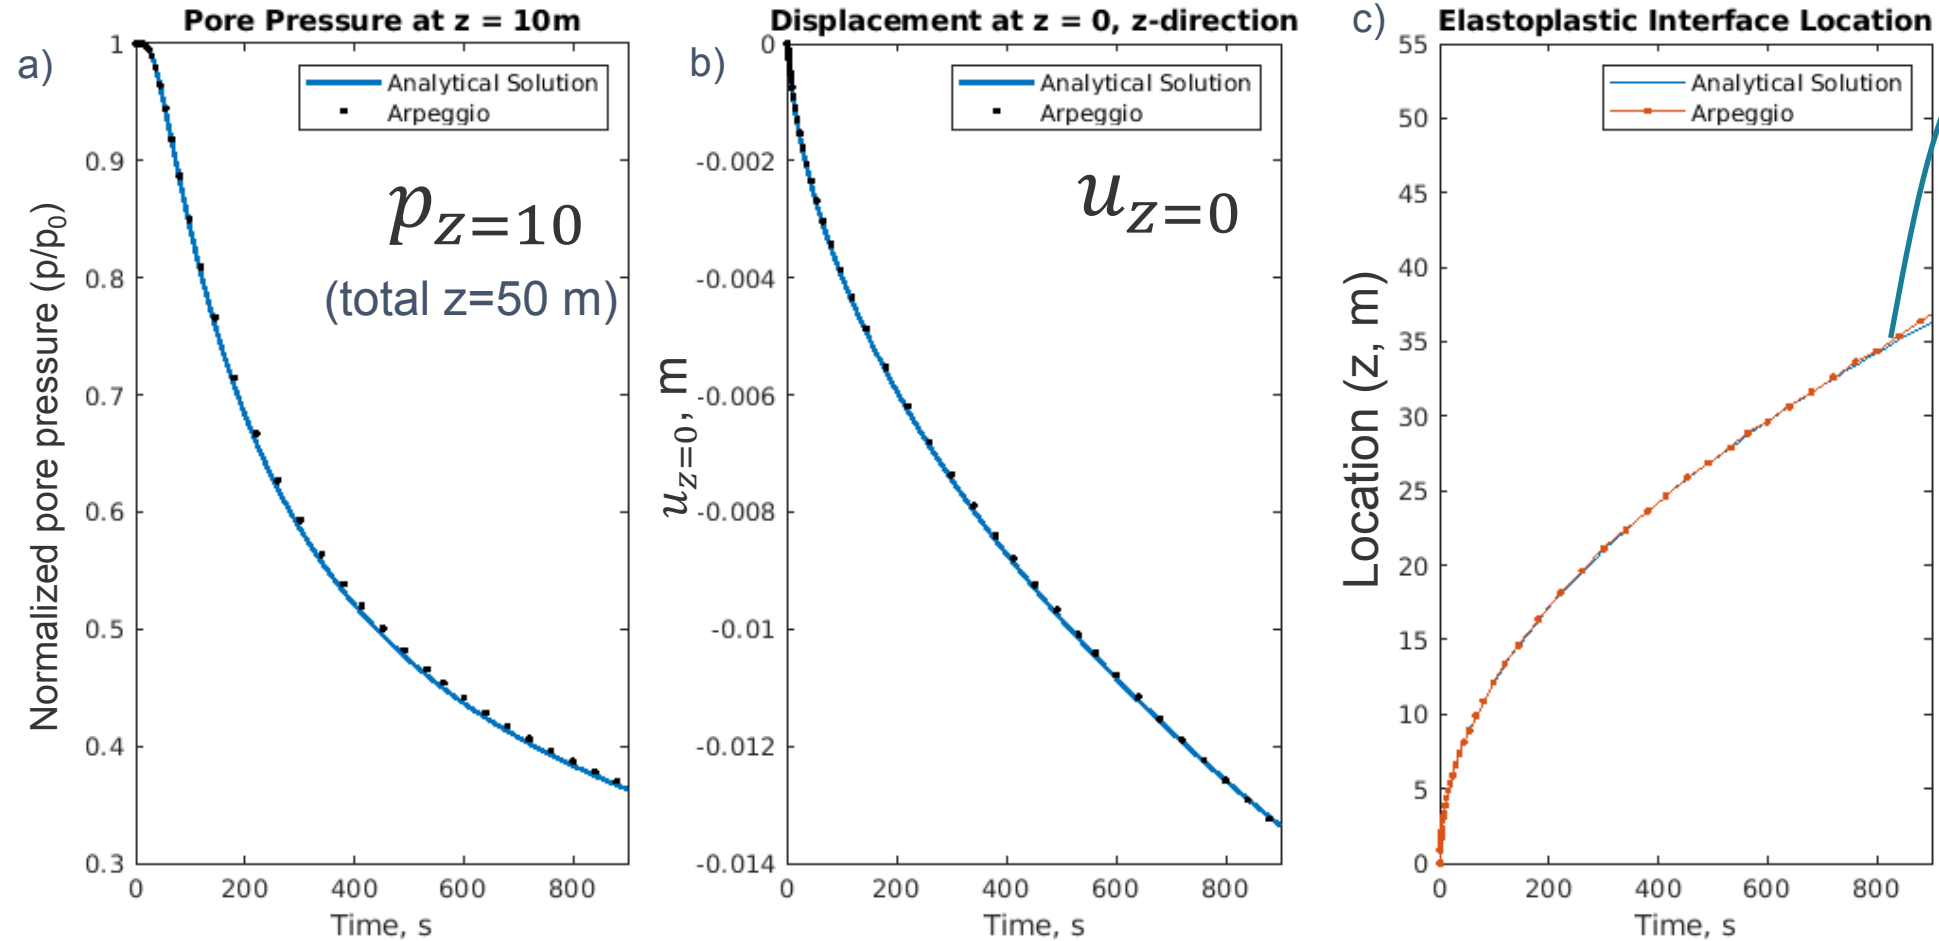 a)
Pore Pressure at z = 10m
Analytical Solution
Arpeggio
p_{z=10}
(total z=50 m)
Normalized pore pressure (p/p_0)
1
0.9
0.8
0.7
0.6
0.5
0.4
0.3
0 200 400 600 800
Time, s
b)
Displacement at z = 0, z-direction
Analytical Solution
Arpeggio
u_{z=0}
u_{z=0}, m
0
-0.002
-0.004
-0.006
-0.008
-0.01
-0.012
-0.014
0 200 400 600 800
Time, s
c)
Elastoplastic Interface Location
Analytical Solution
Arpeggio
Location (z, m)
55
50
45
40
35
30
25
20
15
10
5
0
0 200 400 600 800
Time, s